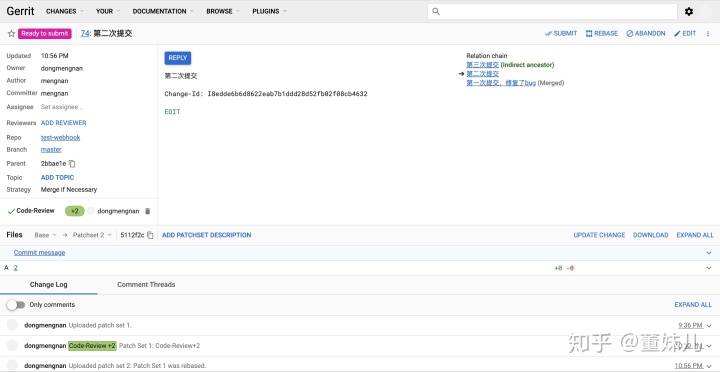 Gerrit CHANGES YOUR DOCUMENTATION BROWSE PLUGINS
Ready to submit 74: 第二次提交 SUBMIT REBASE ABANDON EDIT
Updated 10:56 PM
Owner dongmengnan
Author mengnan
Committer mengnan
Assignee Set assignee...
Reviewers ADD REVIEWER
Repo test-webhook
Branch master
Parent 2bbae1e
Topic ADD TOPIC
Strategy Merge if Necessary
Code-Review +2 dongmengnan
REPLY
第二次提交
Change-Id: I8edde6b6d8622eab7b1ddd28d52fb02f08cb4632
EDIT
Relation chain
第三次提交 (Indirect ancestor)
➔ 第二次提交
第一次提交，修复了bug (Merged)
Files Base → Patchset 2 5112f2c ADD PATCHSET DESCRIPTION UPDATE CHANGE DOWNLOAD EXPAND ALL
Commit message
A 2 +0 -0
Change Log Comment Threads
Only comments EXPAND ALL
dongmengnan Uploaded patch set 1. 9:36 PM
dongmengnan Code-Review +2 Patch Set 1: Code-Review+2
dongmengnan Uploaded patch set 2: Patch Set 1 was rebased. 10:56 PM
知乎 @董妹儿